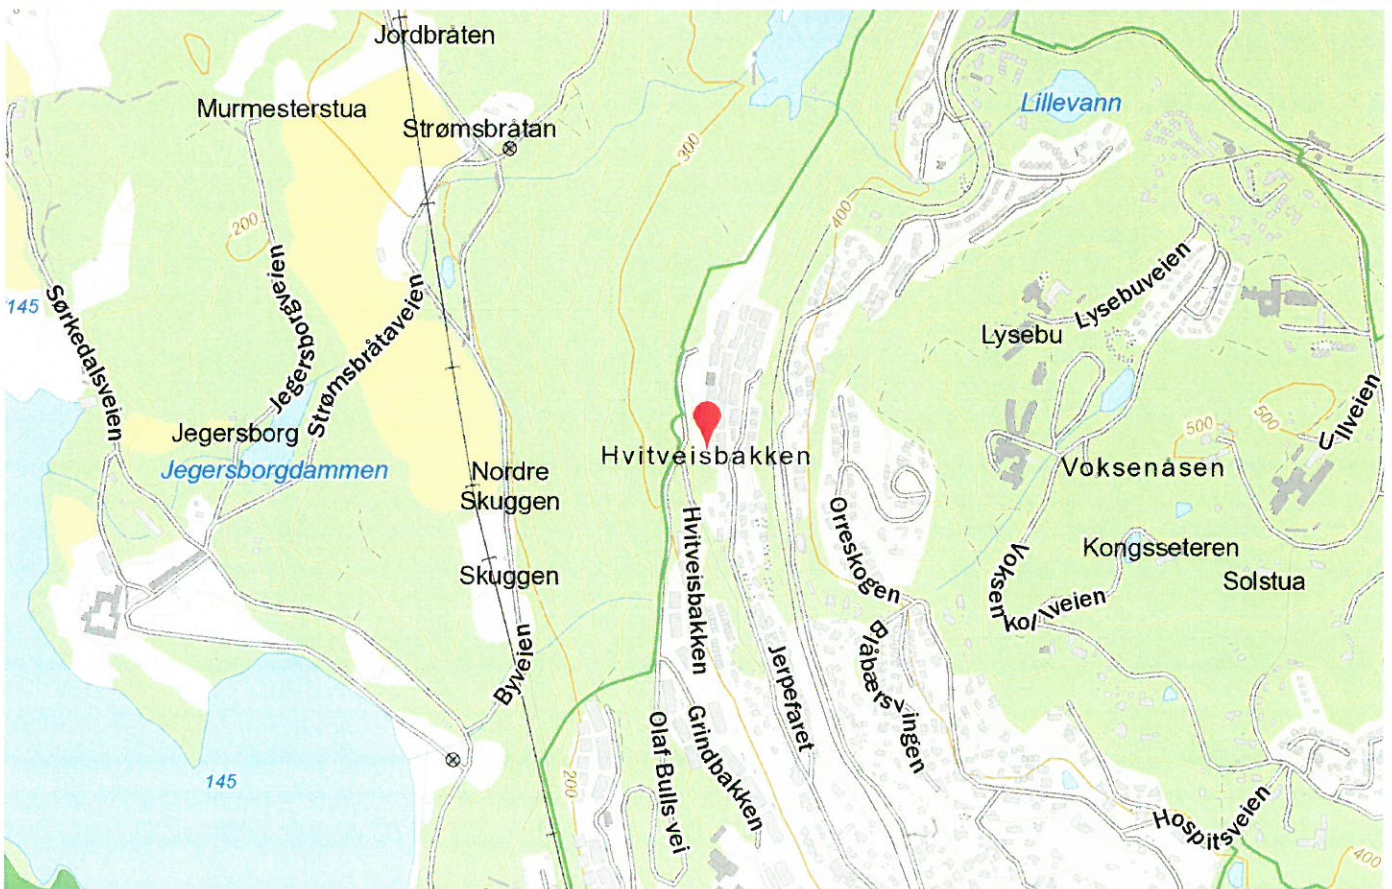 Jordbråten
Murmesterstua
Strømsbråtan
Lillevann
300
200
400
145
Sørkedalsveien
Jegersborgveien
Strømsbråtaveien
Lysebuveien
Lysebu
Ullveien
500
500
Jegersborg
Jegersborgdammen
Hvitveisbakken
Voksenåsen
Nordre
Skuggen
Orreskogen
Hvitveisbakken
Kongsseteren
Solstua
Skuggen
Voksenkollveien
Byveien
Blåbærsvingen
Jerpefaret
Grindbakken
Olaf Bulls vei
145
200
Hospitsveien
400